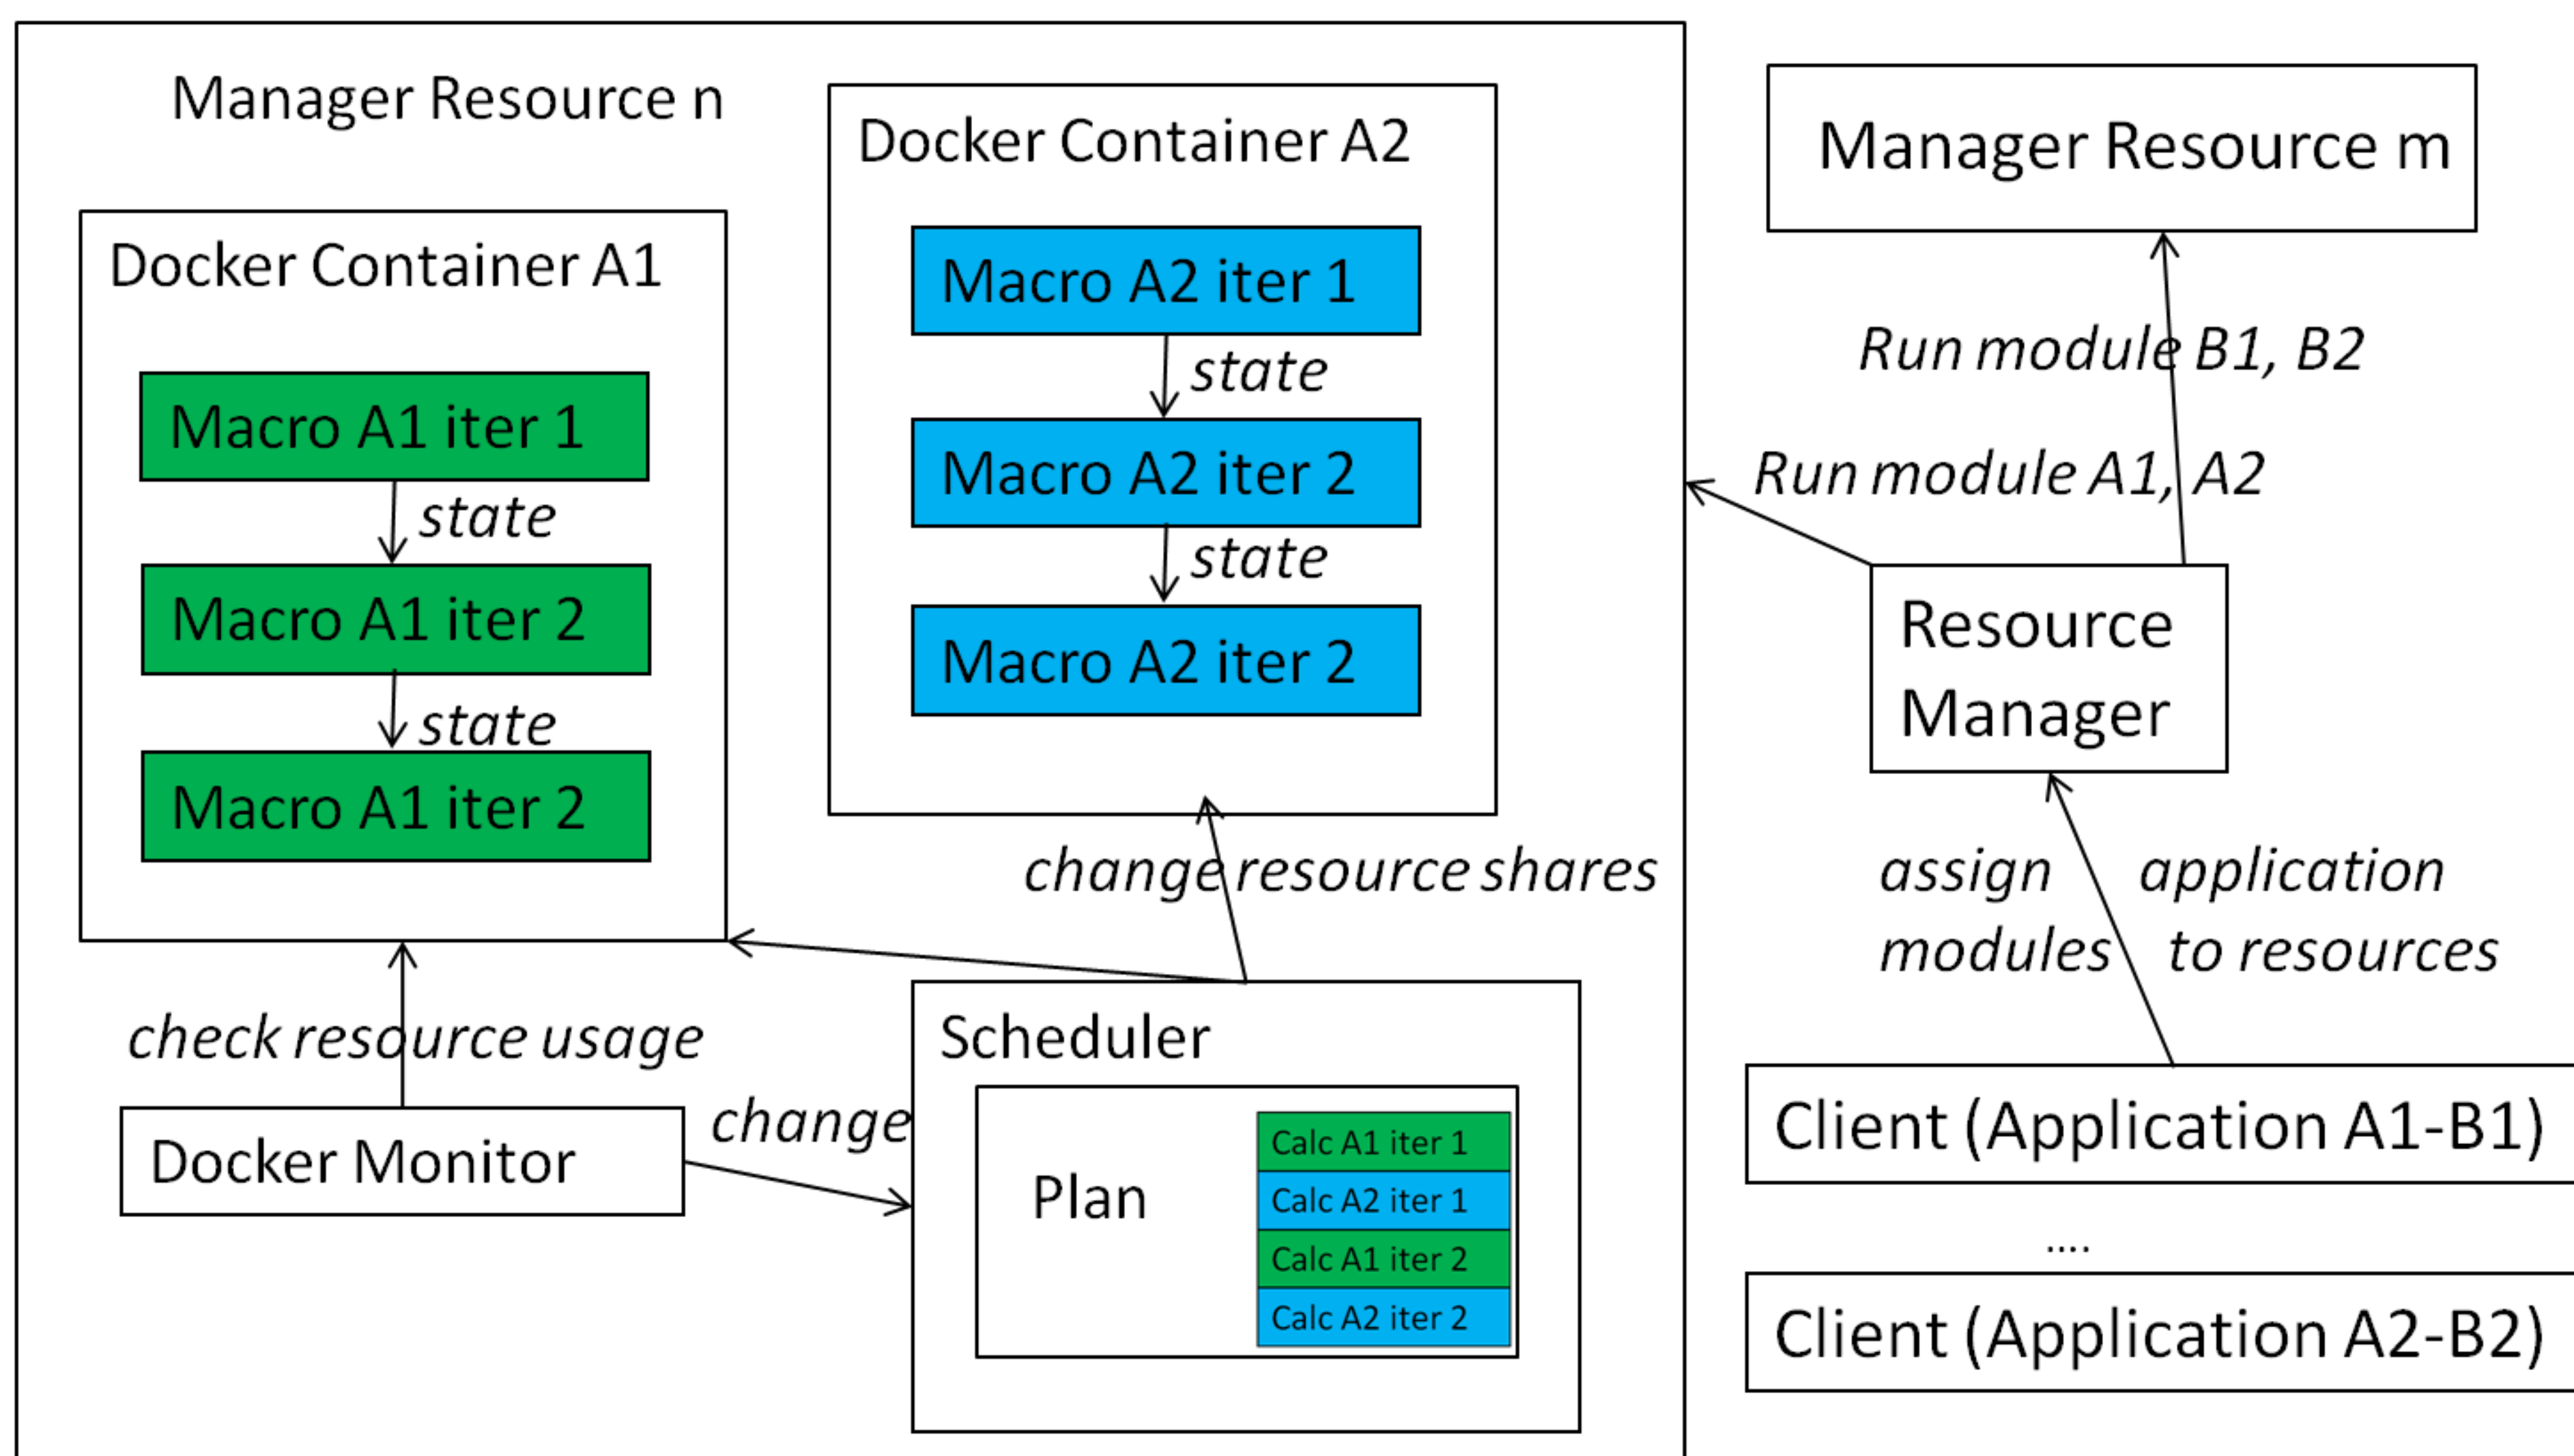 Manager Resource n
Docker Container A1
Macro A1 iter 1
state
Macro A1 iter 2
state
Macro A1 iter 2
Docker Container A2
Macro A2 iter 1
state
Macro A2 iter 2
state
Macro A2 iter 2
change resource shares
check resource usage
Docker Monitor
change
Scheduler
Plan
Calc A1 iter 1
Calc A2 iter 1
Calc A1 iter 2
Calc A2 iter 2
Manager Resource m
Run module B1, B2
Run module A1, A2
Resource
Manager
assign application
modules to resources
Client (Application A1-B1)
....
Client (Application A2-B2)